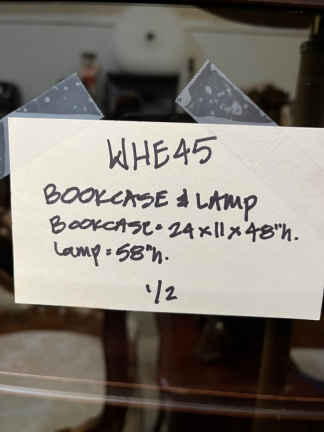 WHE45
BOOKCASE & LAMP
BOOKCASE = 24 x 11 x 48"h.
Lamp = 58"h.
1/2